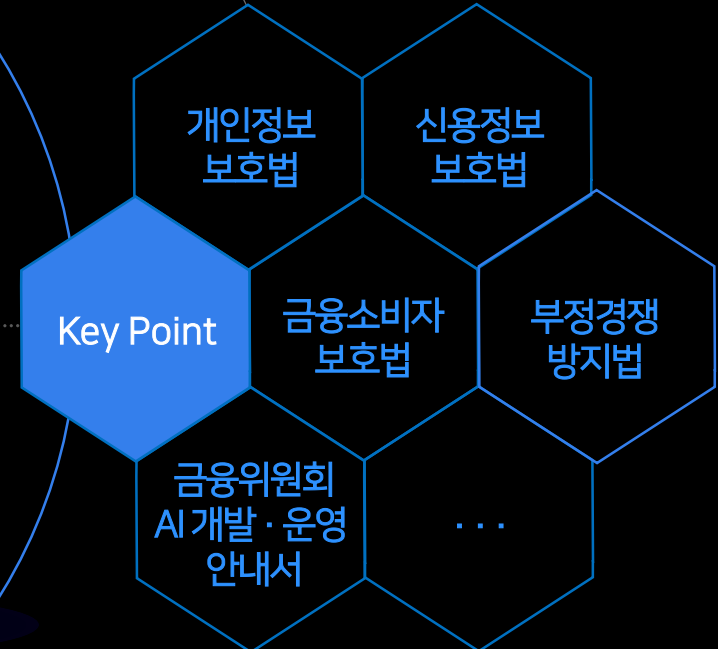 개인정보
보호법
신용정보
보호법
Key Point
금융소비자
보호법
부정경쟁
방지법
금융위원회
AI 개발 · 운영
안내서
. . .